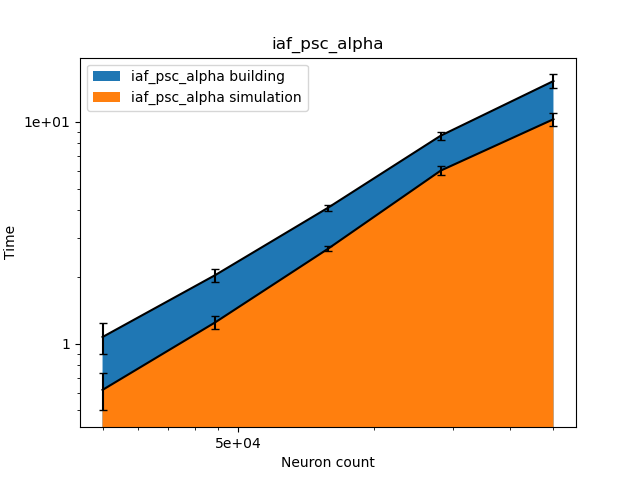 iaf_psc_alpha
iaf_psc_alpha building
iaf_psc_alpha simulation
1e+01
Time
1
5e+04
Neuron count